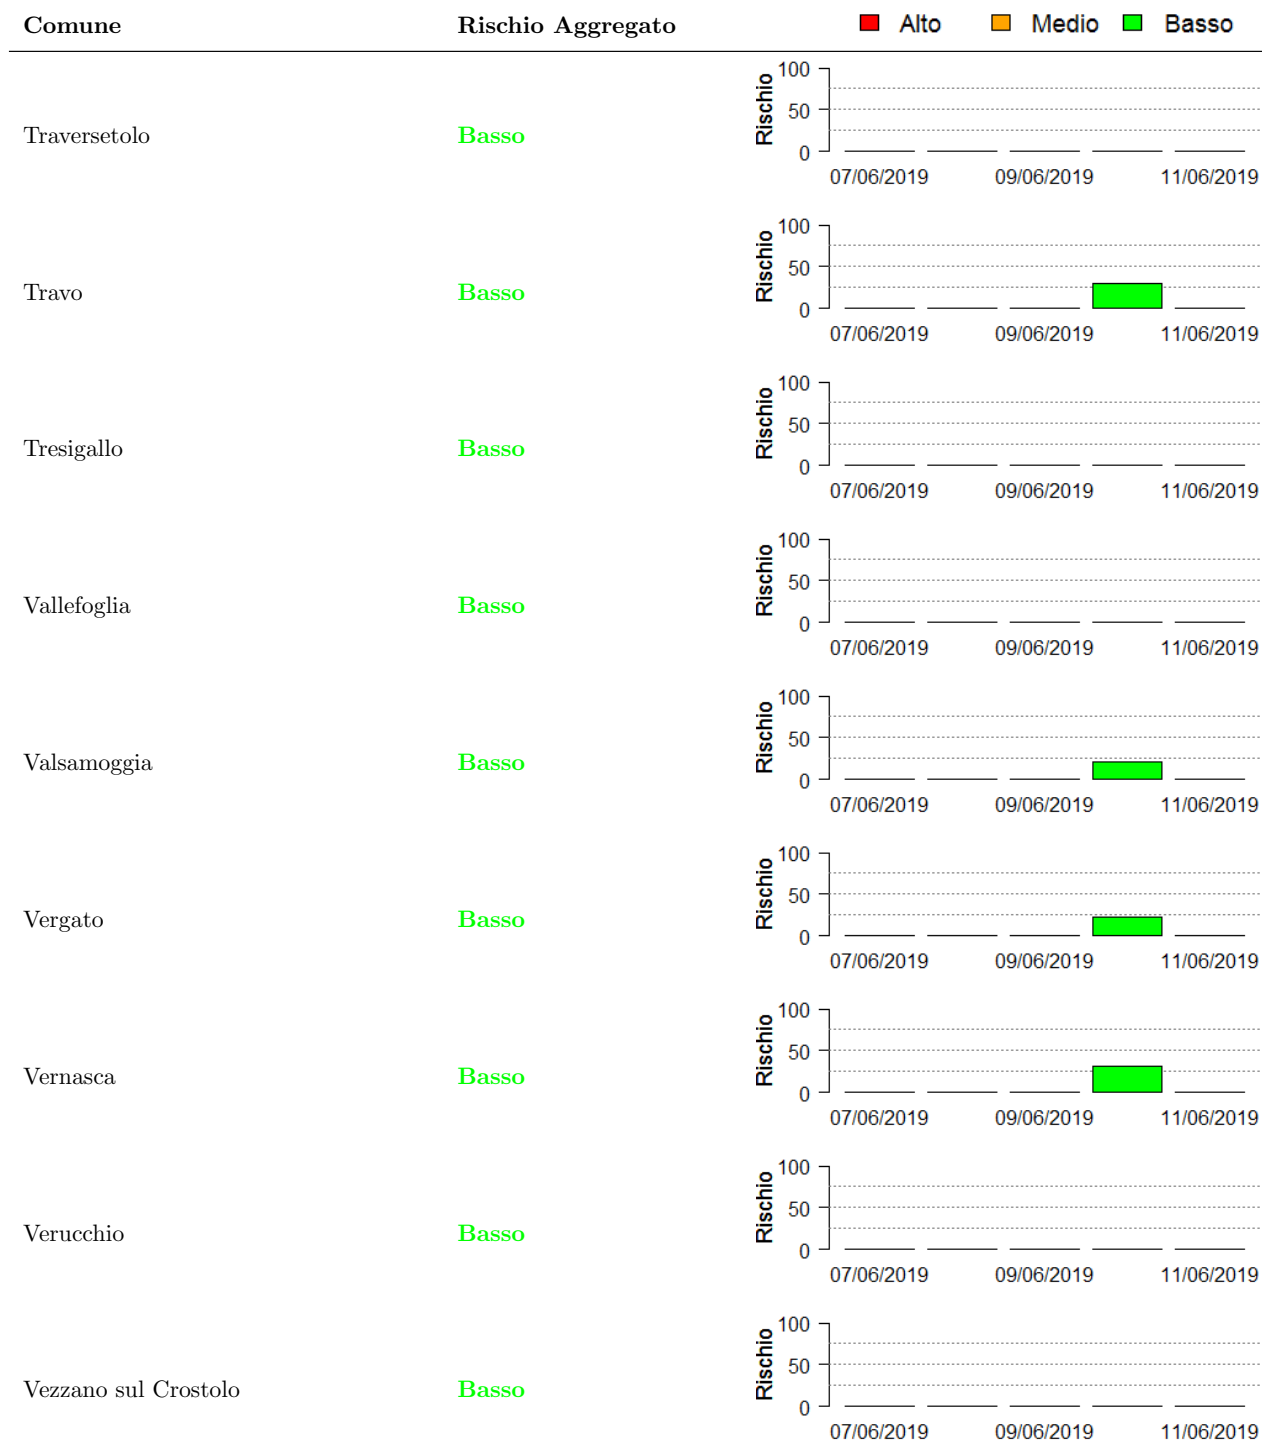 Comune Rischio Aggregato Alto Medio Basso
Traversetolo Basso Rischio 100 50 0
07/06/2019 09/06/2019 11/06/2019
Travo Basso Rischio 100 50 0
07/06/2019 09/06/2019 11/06/2019
Tresigallo Basso Rischio 100 50 0
07/06/2019 09/06/2019 11/06/2019
Vallefoglia Basso Rischio 100 50 0
07/06/2019 09/06/2019 11/06/2019
Valsamoggia Basso Rischio 100 50 0
07/06/2019 09/06/2019 11/06/2019
Vergato Basso Rischio 100 50 0
07/06/2019 09/06/2019 11/06/2019
Vernasca Basso Rischio 100 50 0
07/06/2019 09/06/2019 11/06/2019
Verucchio Basso Rischio 100 50 0
07/06/2019 09/06/2019 11/06/2019
Vezzano sul Crostolo Basso Rischio 100 50 0
07/06/2019 09/06/2019 11/06/2019